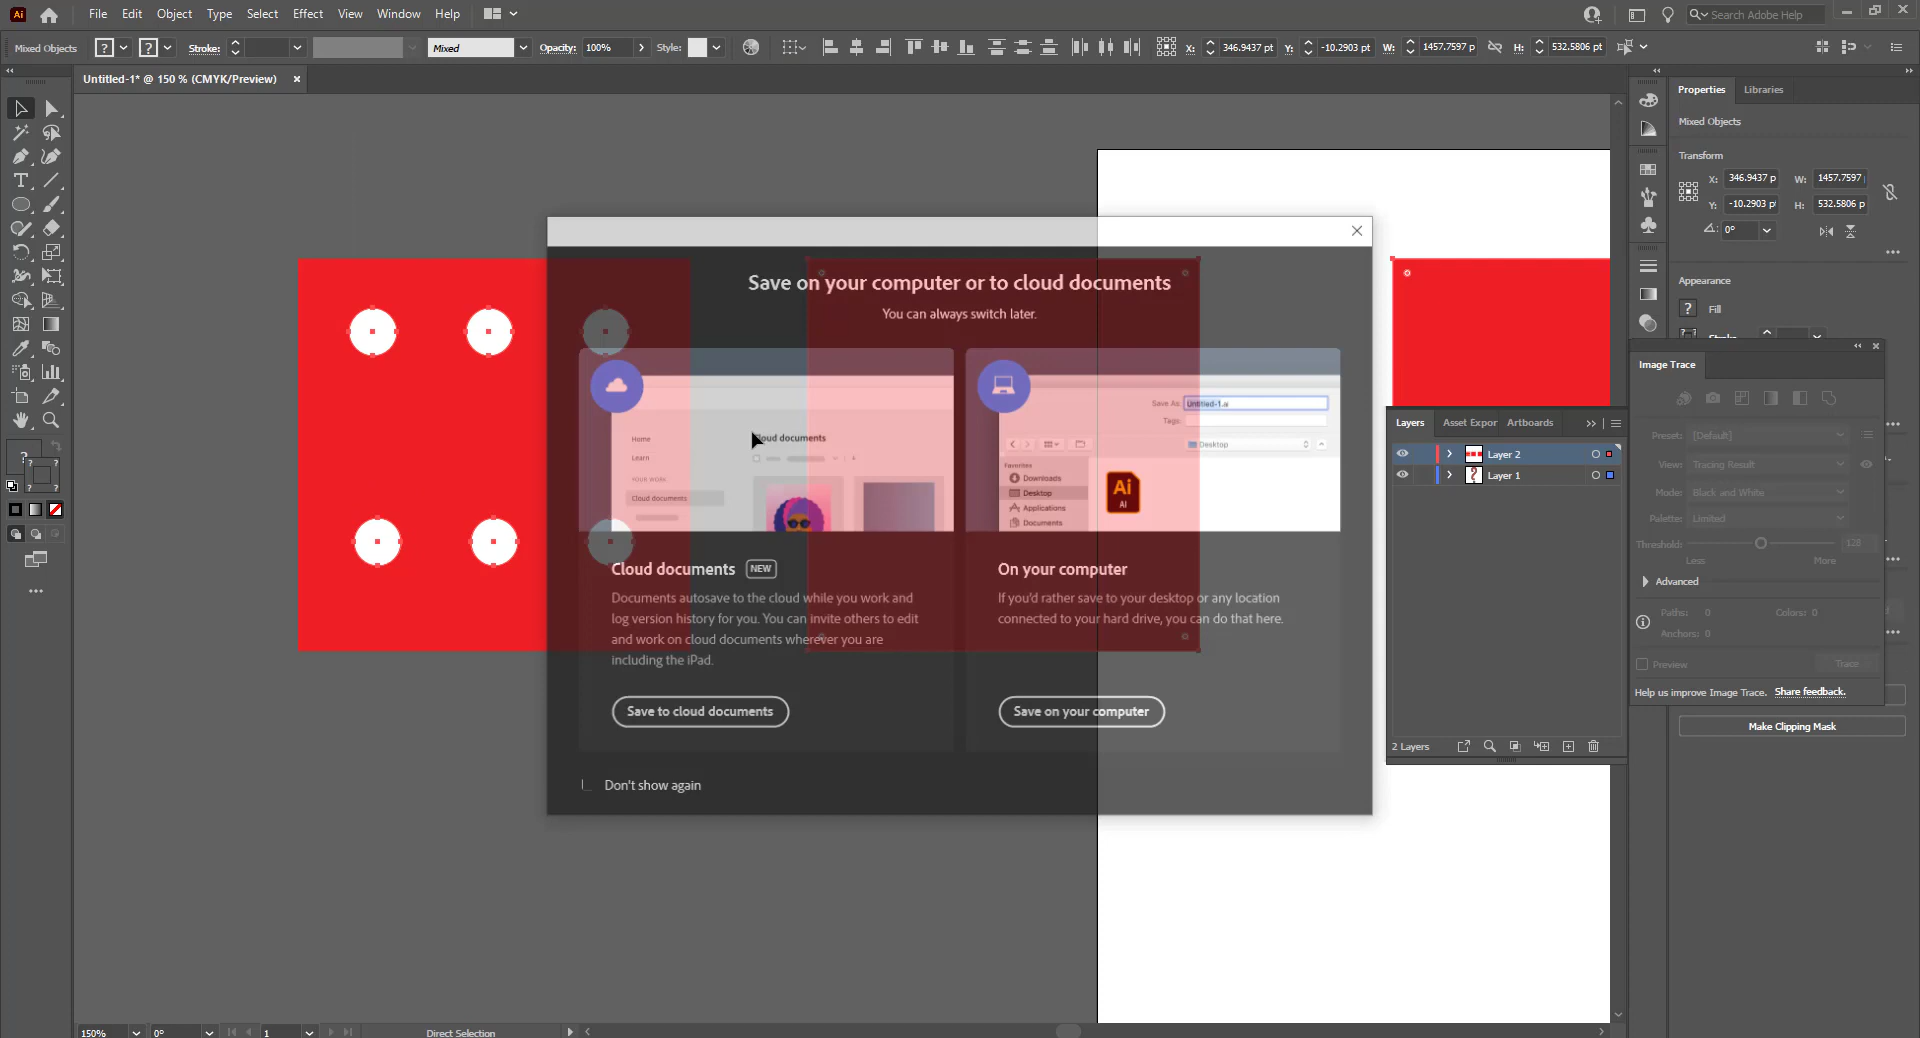 Ai File Edit Object Type Select Effect View Window Help Search Adobe Help
Mixed Objects ? ? Stroke: Mixed Opacity: 100% Style: X: 346.9437 pt Y: -10.2903 pt W: 1457.7597 p H: 532.5806 pt
Untitled-1* @ 150 % (CMYK/Preview)
Properties Libraries
Mixed Objects
Transform
X: 346.9437 p W: 1457.7597
Y: -10.2903 pt H: 532.5806 p
0°
Appearance
? Fill
? Stroke
Save on your computer or to cloud documents
You can always switch later.
Home
Learn
YOUR WORK
Cloud documents
Cloud documents
Save As: Untitled-1.ai
Tags:
Desktop
Favorites
Downloads
Desktop
Applications
Documents
Ai
AI
Cloud documents NEW
Documents autosave to the cloud while you work and
log version history for you. You can invite others to edit
and work on cloud documents wherever you are
including the iPad.
Save to cloud documents
On your computer
If you'd rather save to your desktop or any location
connected to your hard drive, you can do that here.
Save on your computer
Don't show again
Layers Asset Expor Artboards
Layer 2
Layer 1
2 Layers
Image Trace
Preset: [Default]
View: Tracing Result
Mode: Black and White
Palette: Limited
Threshold: 128
Less More
Advanced
Paths: 0 Colors: 0
Anchors: 0
Preview Trace
Help us improve Image Trace. Share feedback.
Make Clipping Mask
150% 0° 1 Direct Selection